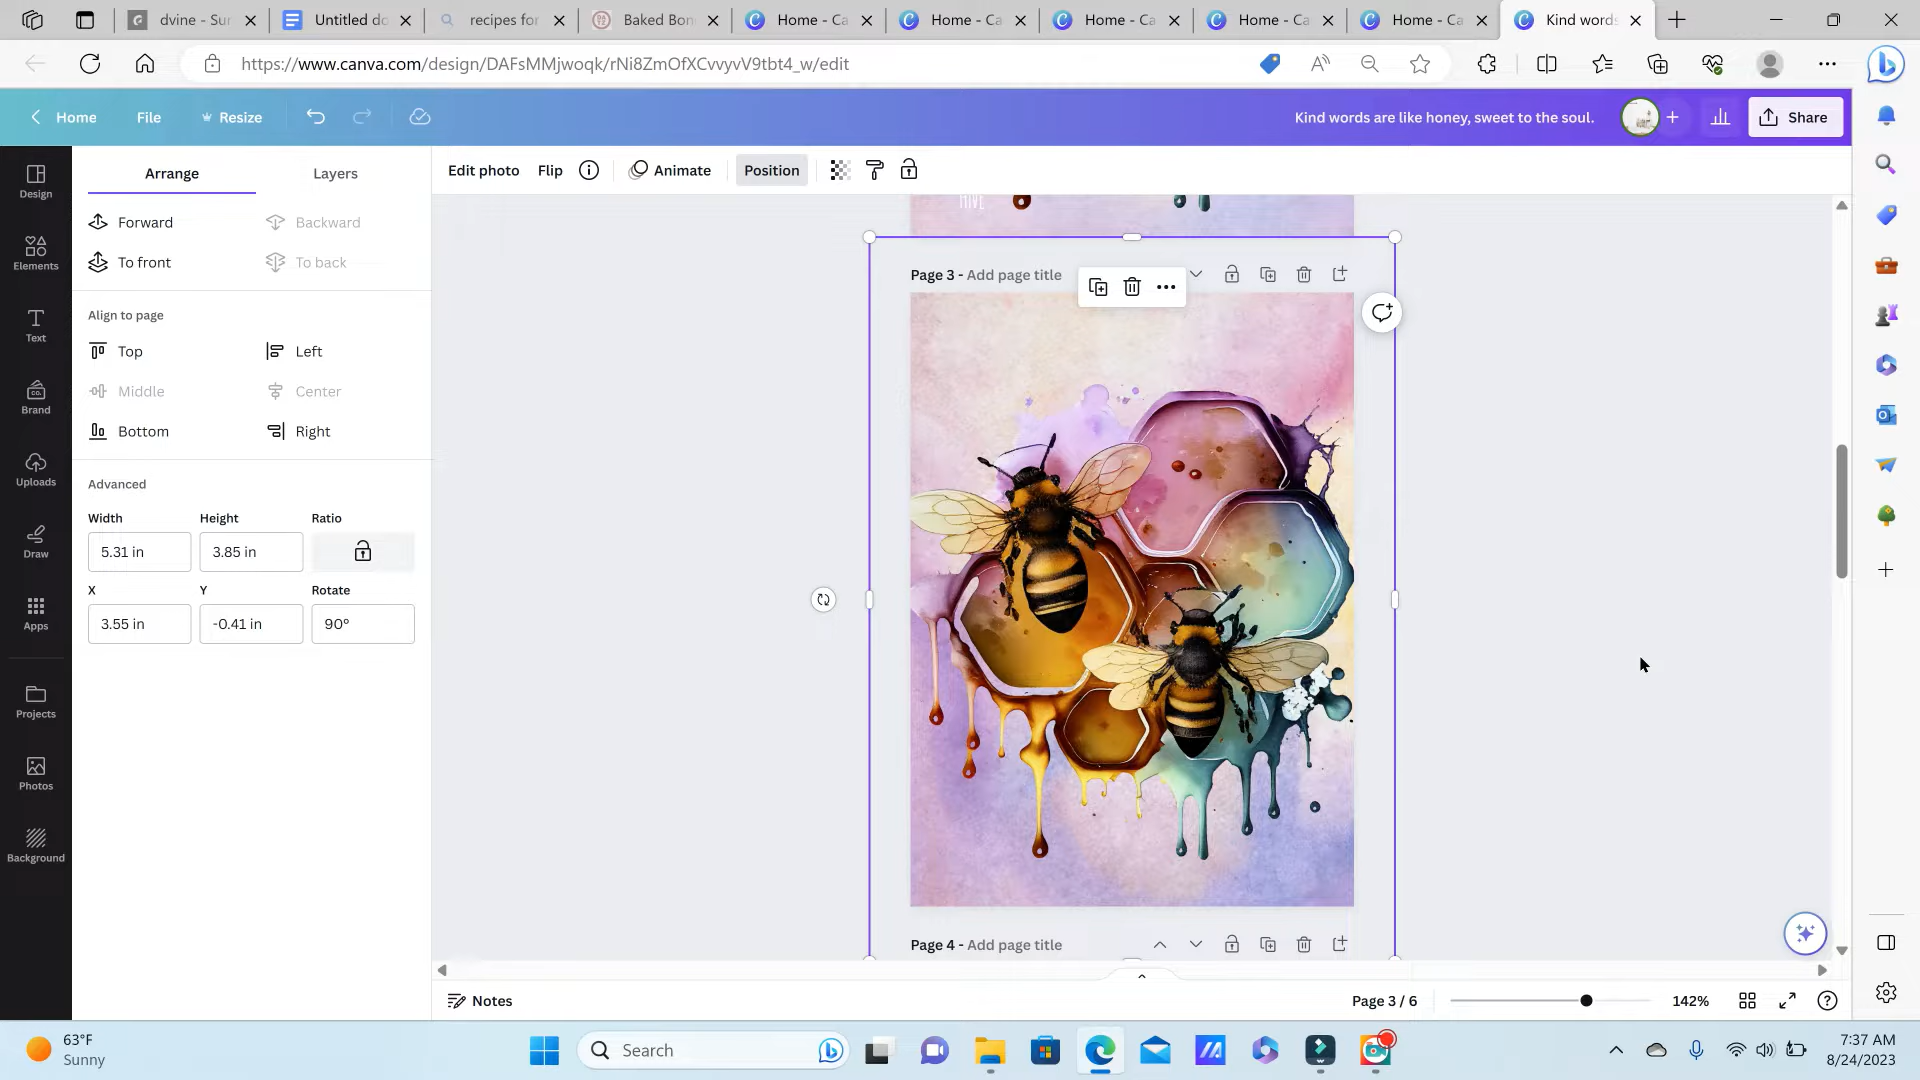 dvine - Sur
Untitled do
recipes for
Baked Bon
Home - Ca
Home - Ca
Home - Ca
Home - Ca
Home - Ca
Kind words
https://www.canva.com/design/DAFsMMjwoqk/rNi8ZmOfXCvvyvV9tbt4_w/edit
Home
File
Resize
Kind words are like honey, sweet to the soul.
Share
Design
Elements
Text
Brand
Uploads
Draw
Apps
Projects
Photos
Background
Arrange
Layers
Forward
Backward
To front
To back
Align to page
Top
Left
Middle
Center
Bottom
Right
Advanced
Width
Height
Ratio
5.31 in
3.85 in
X
Y
Rotate
3.55 in
-0.41 in
90°
Edit photo
Flip
Animate
Position
HIVE
Page 3 - Add page title
Page 4 - Add page title
Notes
Page 3 / 6
142%
63°F
Sunny
Search
7:37 AM
8/24/2023